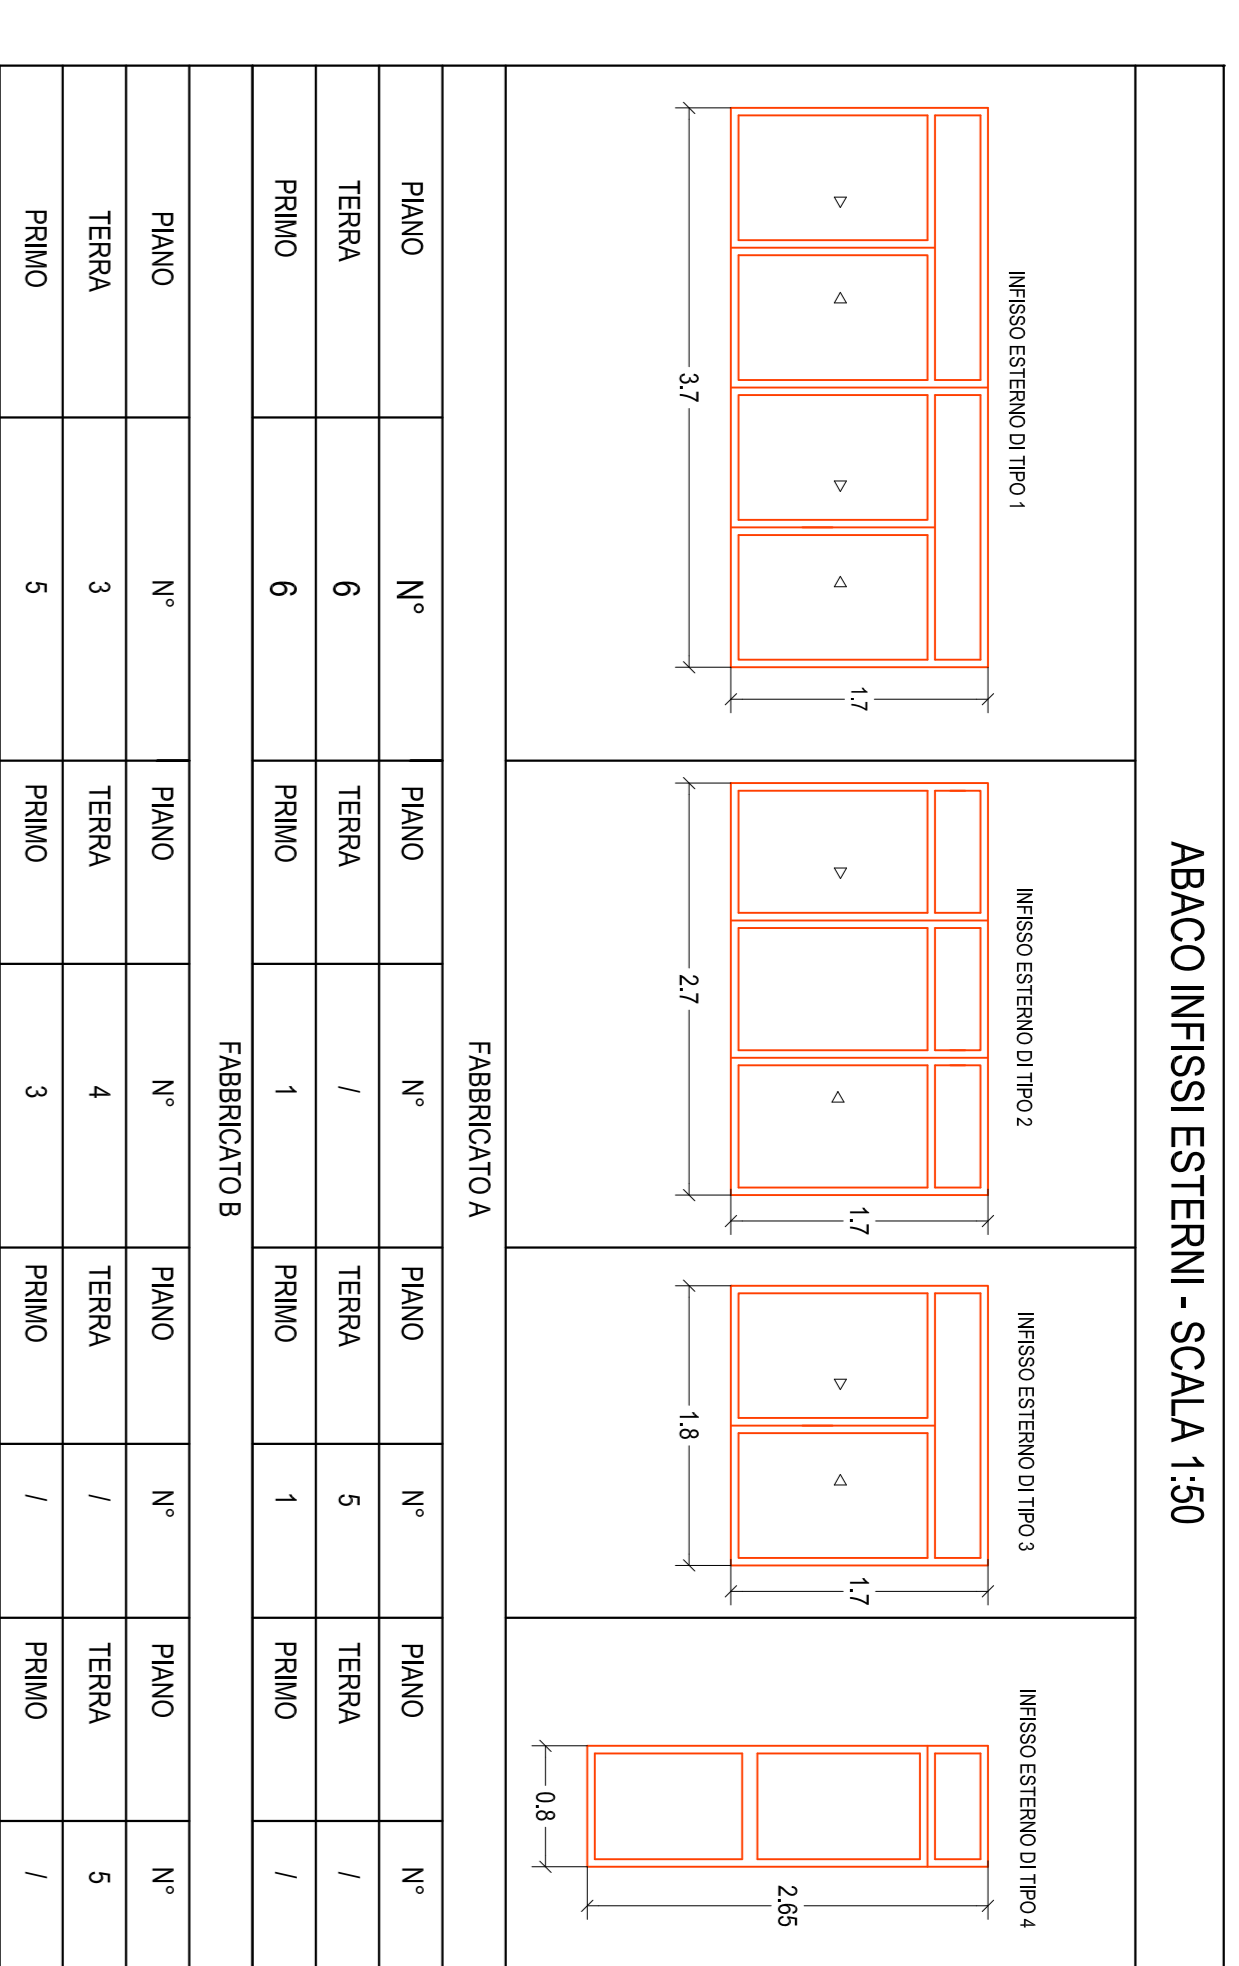 ABACO INFISSI ESTERNI - SCALA 1:50
INFISSO ESTERNO DI TIPO 1
3.7
1.7
INFISSO ESTERNO DI TIPO 2
2.7
1.7
INFISSO ESTERNO DI TIPO 3
1.8
1.7
INFISSO ESTERNO DI TIPO 4
0.8
2.65
FABBRICATO A
PIANO N° PIANO N° PIANO N° PIANO N°
TERRA 6 TERRA / TERRA 5 TERRA /
PRIMO 6 PRIMO 1 PRIMO 1 PRIMO /
FABBRICATO B
PIANO N° PIANO N° PIANO N° PIANO N°
TERRA 3 TERRA 4 TERRA / TERRA 5
PRIMO 5 PRIMO 3 PRIMO / PRIMO /